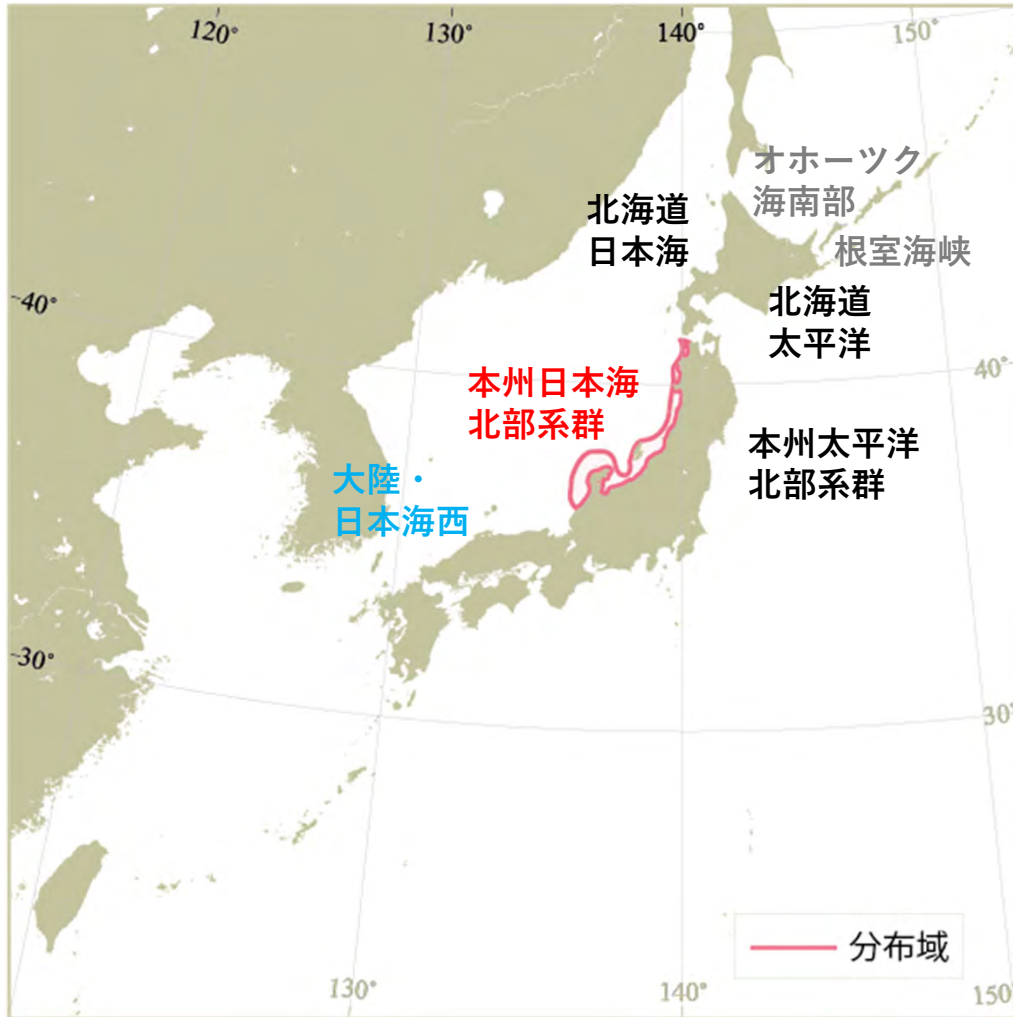 120°
130°
140°
150°
オホーツク
海南部
北海道
日本海
根室海峡
40°
北海道
太平洋
40°
本州日本海
北部系群
本州太平洋
北部系群
大陸・
日本海西
30°
30°
分布域
130°
140°
150°